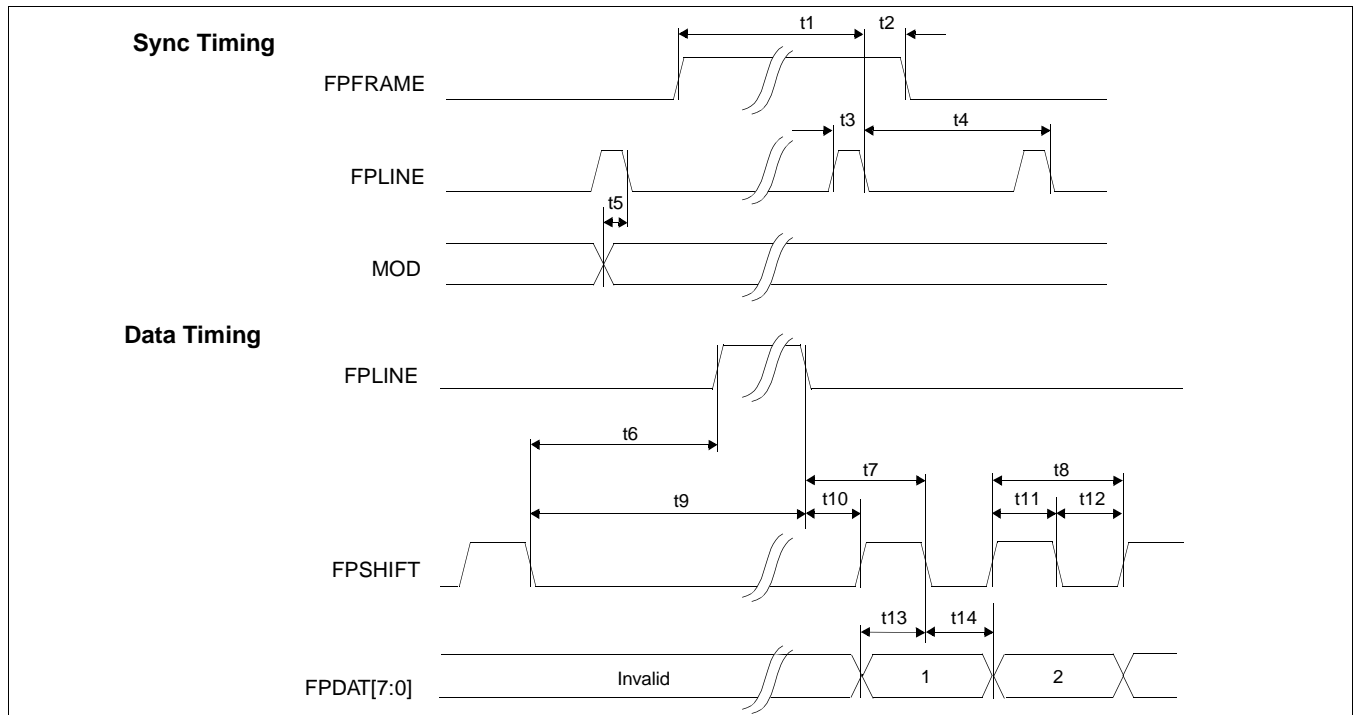 Sync Timing
t1
t2
FPFRAME
t3
t4
FPLINE
t5
MOD
Data Timing
FPLINE
t6
t7
t8
t9
t10
t11
t12
FPSHIFT
t13
t14
FPDAT[7:0]
Invalid
1
2